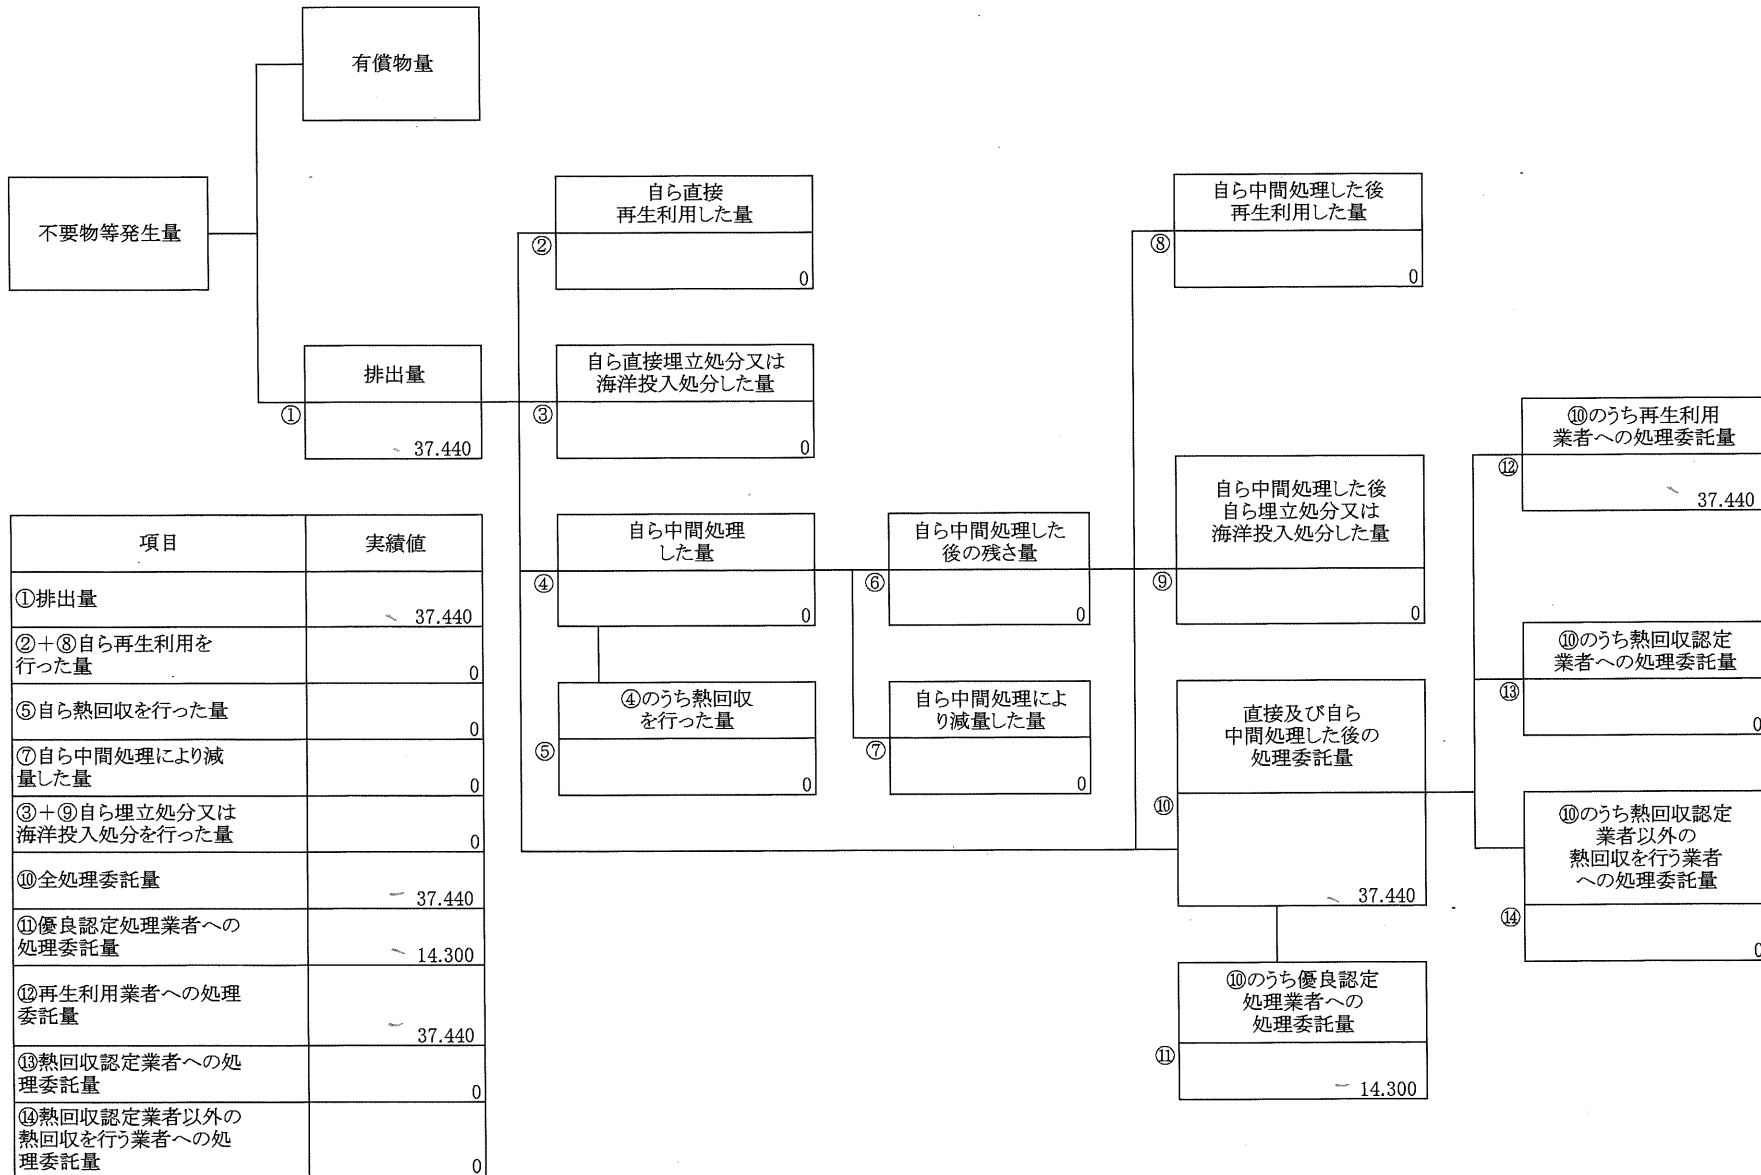 有償物量
不要物等発生量
自ら直接
再生利用した量
②
0
自ら中間処理した後
再生利用した量
⑧
0
排出量
①
37.440
自ら直接埋立処分又は
海洋投入処分した量
③
0
⑩のうち再生利用
業者への処理委託量
⑫
37.440
自ら中間処理
した量
④
0
自ら中間処理した
後の残さ量
⑥
0
自ら中間処理した後
自ら埋立処分又は
海洋投入処分した量
⑨
0
⑩のうち熱回収認定
業者への処理委託量
⑬
0
④のうち熱回収
を行った量
⑤
0
自ら中間処理によ
り減量した量
⑦
0
直接及び自ら
中間処理した後の
処理委託量
⑩
37.440
⑩のうち熱回収認定
業者以外の
熱回収を行う業者
への処理委託量
⑭
0
⑩のうち優良認定
処理業者への
処理委託量
⑪
14.300
項目 実績値
①排出量
37.440
②+⑧自ら再生利用を
行った量
0
⑤自ら熱回収を行った量
0
⑦自ら中間処理により減
量した量
0
③+⑨自ら埋立処分又は
海洋投入処分を行った量
0
⑩全処理委託量
37.440
⑪優良認定処理業者への
処理委託量
14.300
⑫再生利用業者への処理
委託量
37.440
⑬熱回収認定業者への処
理委託量
0
⑭熱回収認定業者以外の
熱回収を行う業者への処
理委託量
0